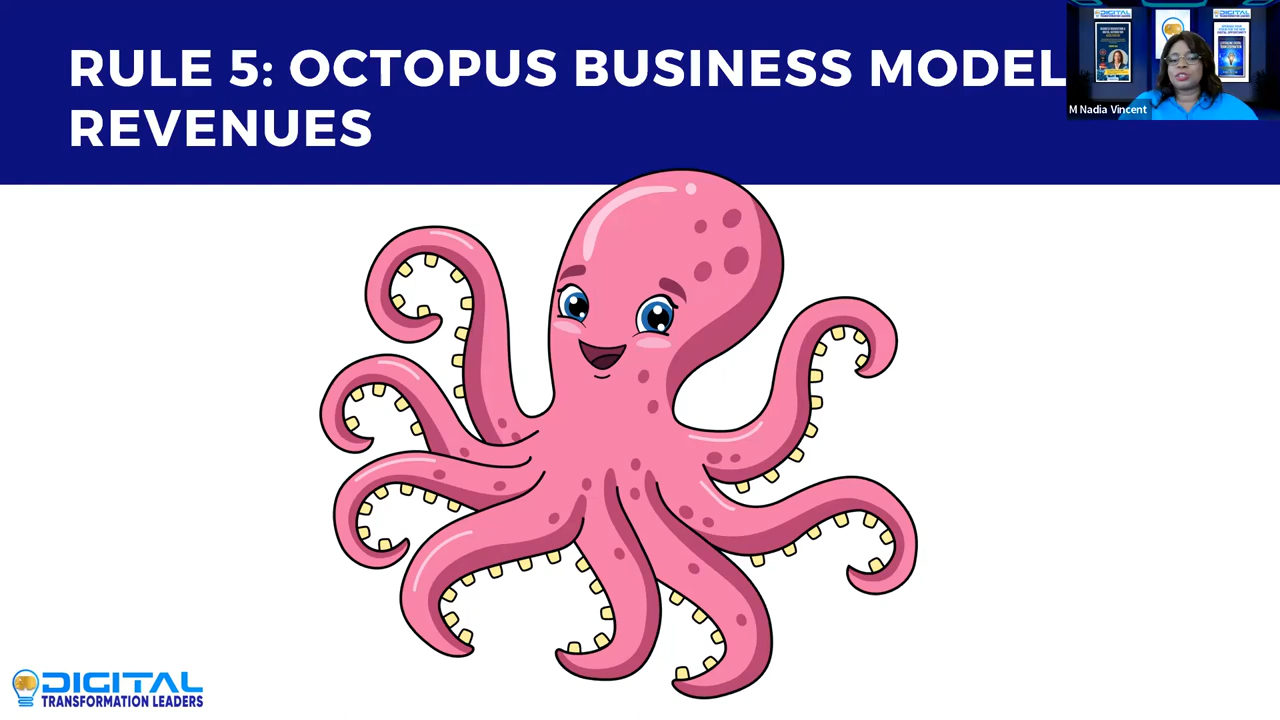 RULE 5: OCTOPUS BUSINESS MODEL
REVENUES
M Nadia Vincent
DIGITAL
TRANSFORMATION LEADERS